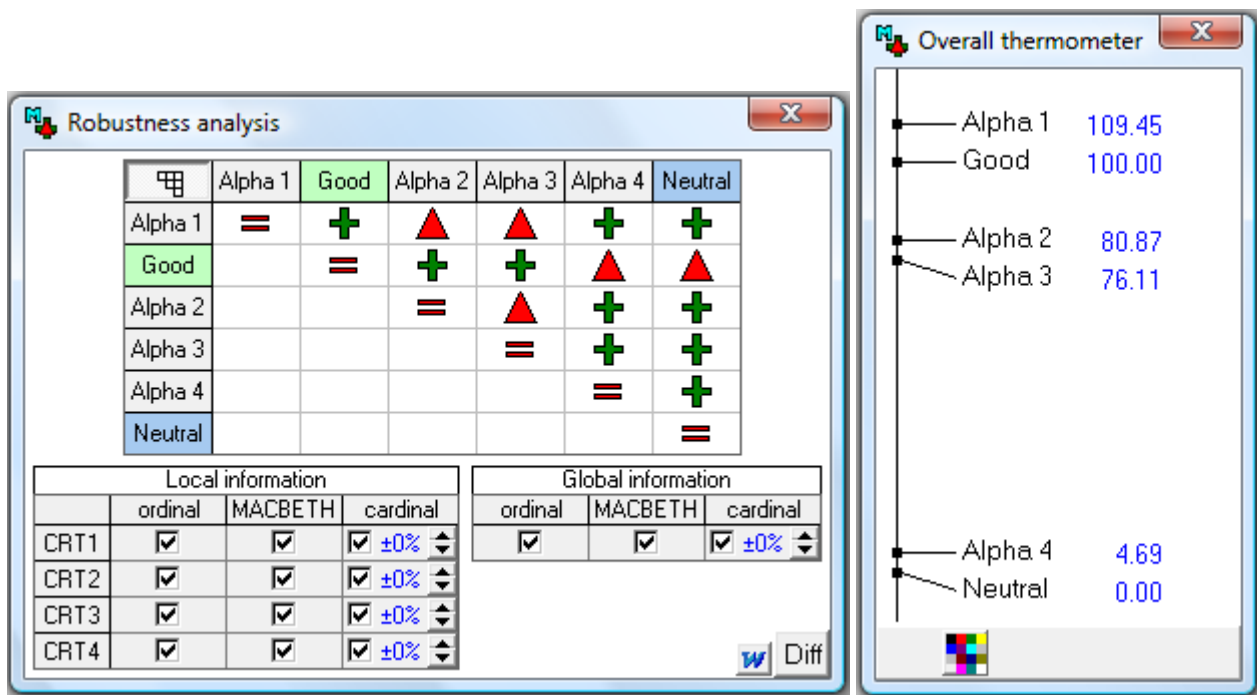 Robustness analysis
Alpha 1 Good Alpha 2 Alpha 3 Alpha 4 Neutral
Alpha 1
Good
Alpha 2
Alpha 3
Alpha 4
Neutral
Local information
ordinal MACBETH cardinal
CRT1 ±0%
CRT2 ±0%
CRT3 ±0%
CRT4 ±0%
Global information
ordinal MACBETH cardinal
±0%
W Diff
Overall thermometer
Alpha 1 109.45
Good 100.00
Alpha 2 80.87
Alpha 3 76.11
Alpha 4 4.69
Neutral 0.00